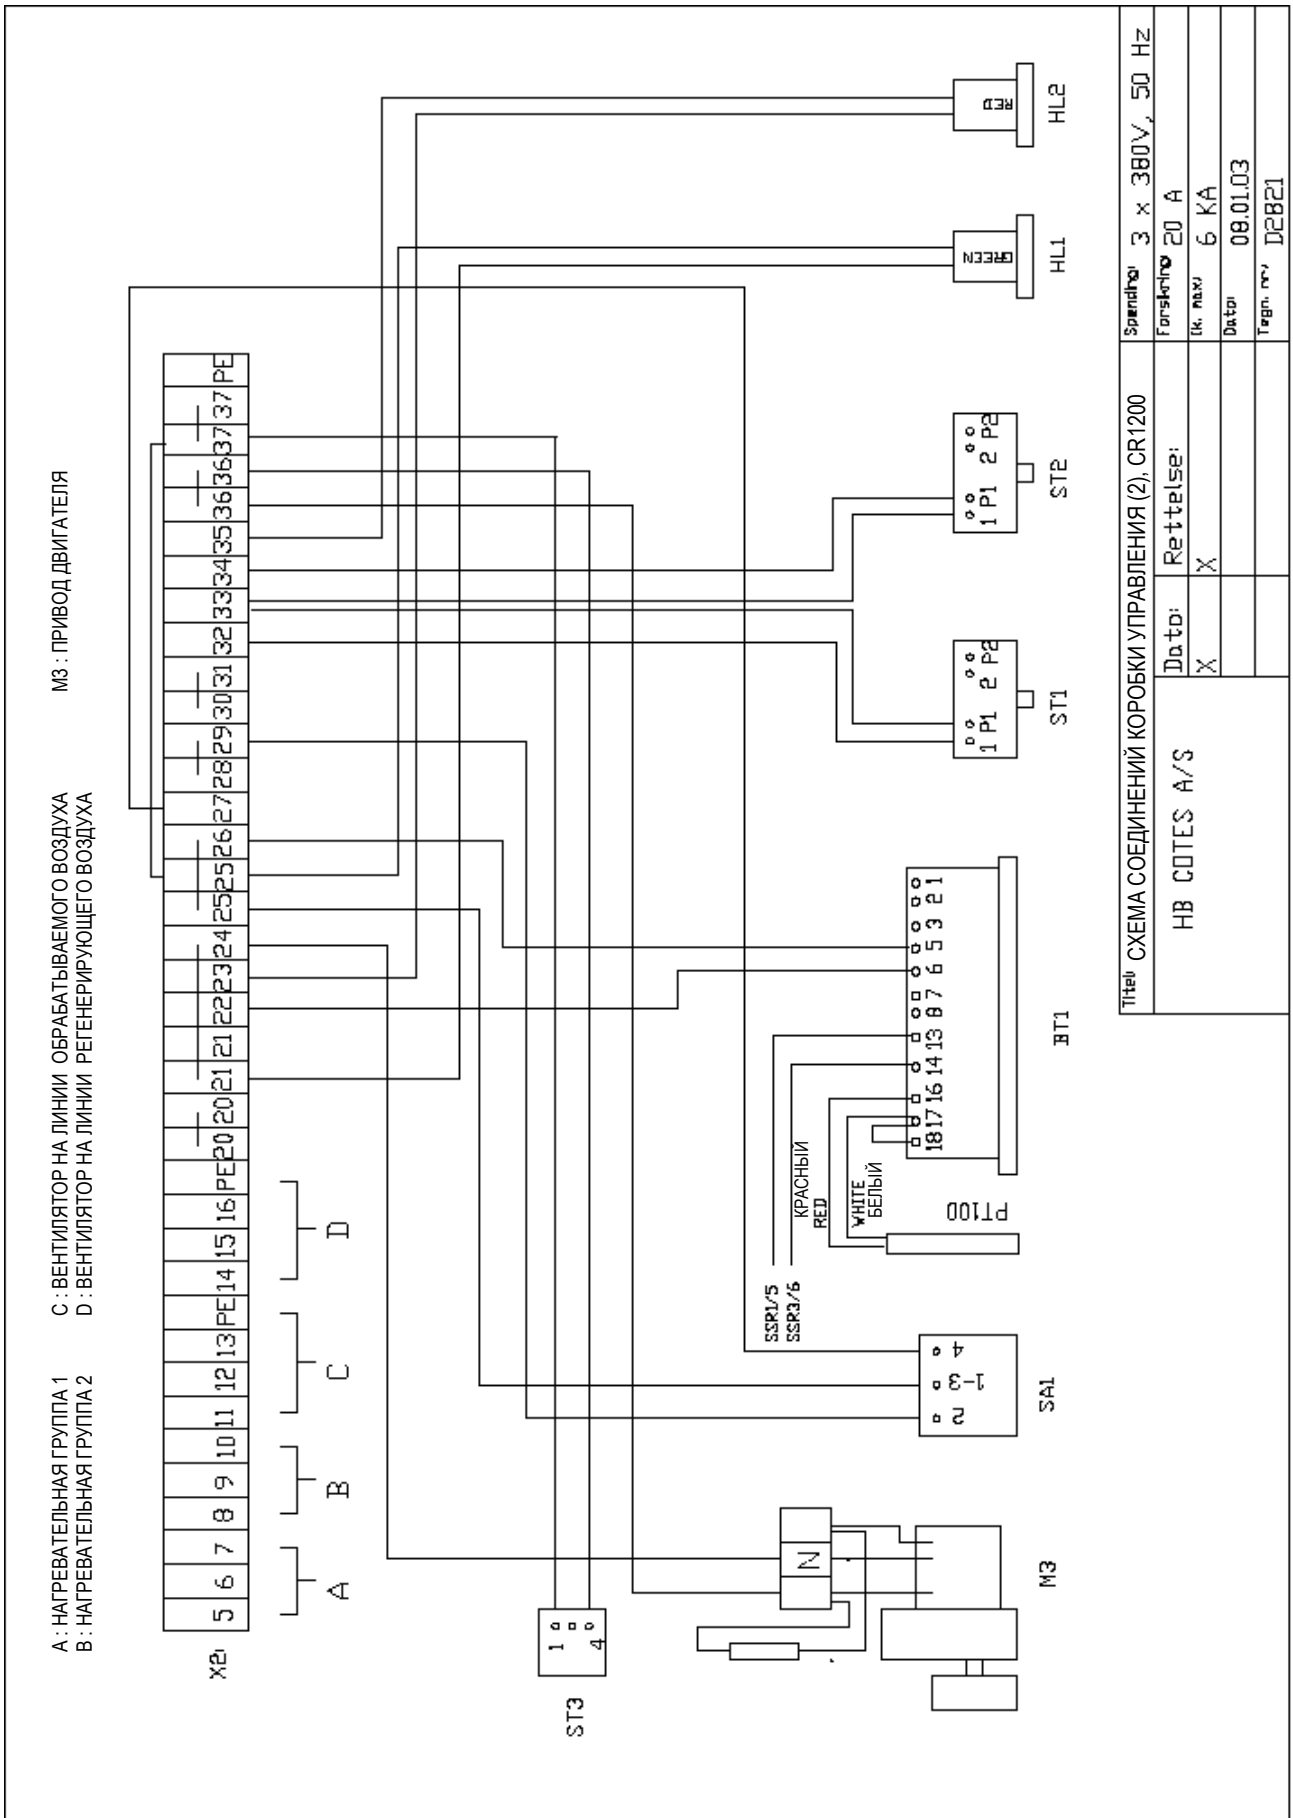 A : НАГРЕВАТЕЛЬНАЯ ГРУППА 1
B : НАГРЕВАТЕЛЬНАЯ ГРУППА 2
C : ВЕНТИЛЯТОР НА ЛИНИИ ОБРАБАТЫВАЕМОГО ВОЗДУХА
D : ВЕНТИЛЯТОР НА ЛИНИИ РЕГЕНЕРИРУЮЩЕГО ВОЗДУХА
М3 : ПРИВОД ДВИГАТЕЛЯ
X2:
5 6 7 8 9 10 11 12 13 PE 14 15 16 PE 20 20 21 21 22 23 24 25 25 26 27 28 29 30 31 32 33 34 35 36 36 37 37 PE
A
B
C
D
ST3
1
4
N
M3
SA1
2 1-3 4
SSR1/5
SSR3/6
КРАСНЫЙ
RED
WHITE
БЕЛЫЙ
PT100
18 17 16 14 13 8 7 6 5 3 2 1
BT1
1 P1 2 P2
ST1
1 P1 2 P2
ST2
GREEN
HL1
RED
HL2
Titel: СХЕМА СОЕДИНЕНИЙ КОРОБКИ УПРАВЛЕНИЯ (2), CR1200
HB COTES A/S
Dato: Rettelse:
X X
Spænding: 3 x 380V, 50 Hz
Forsikring: 20 A
Ik. max: 6 KA
Dato: 08.01.03
Tegn. nr.: D2821